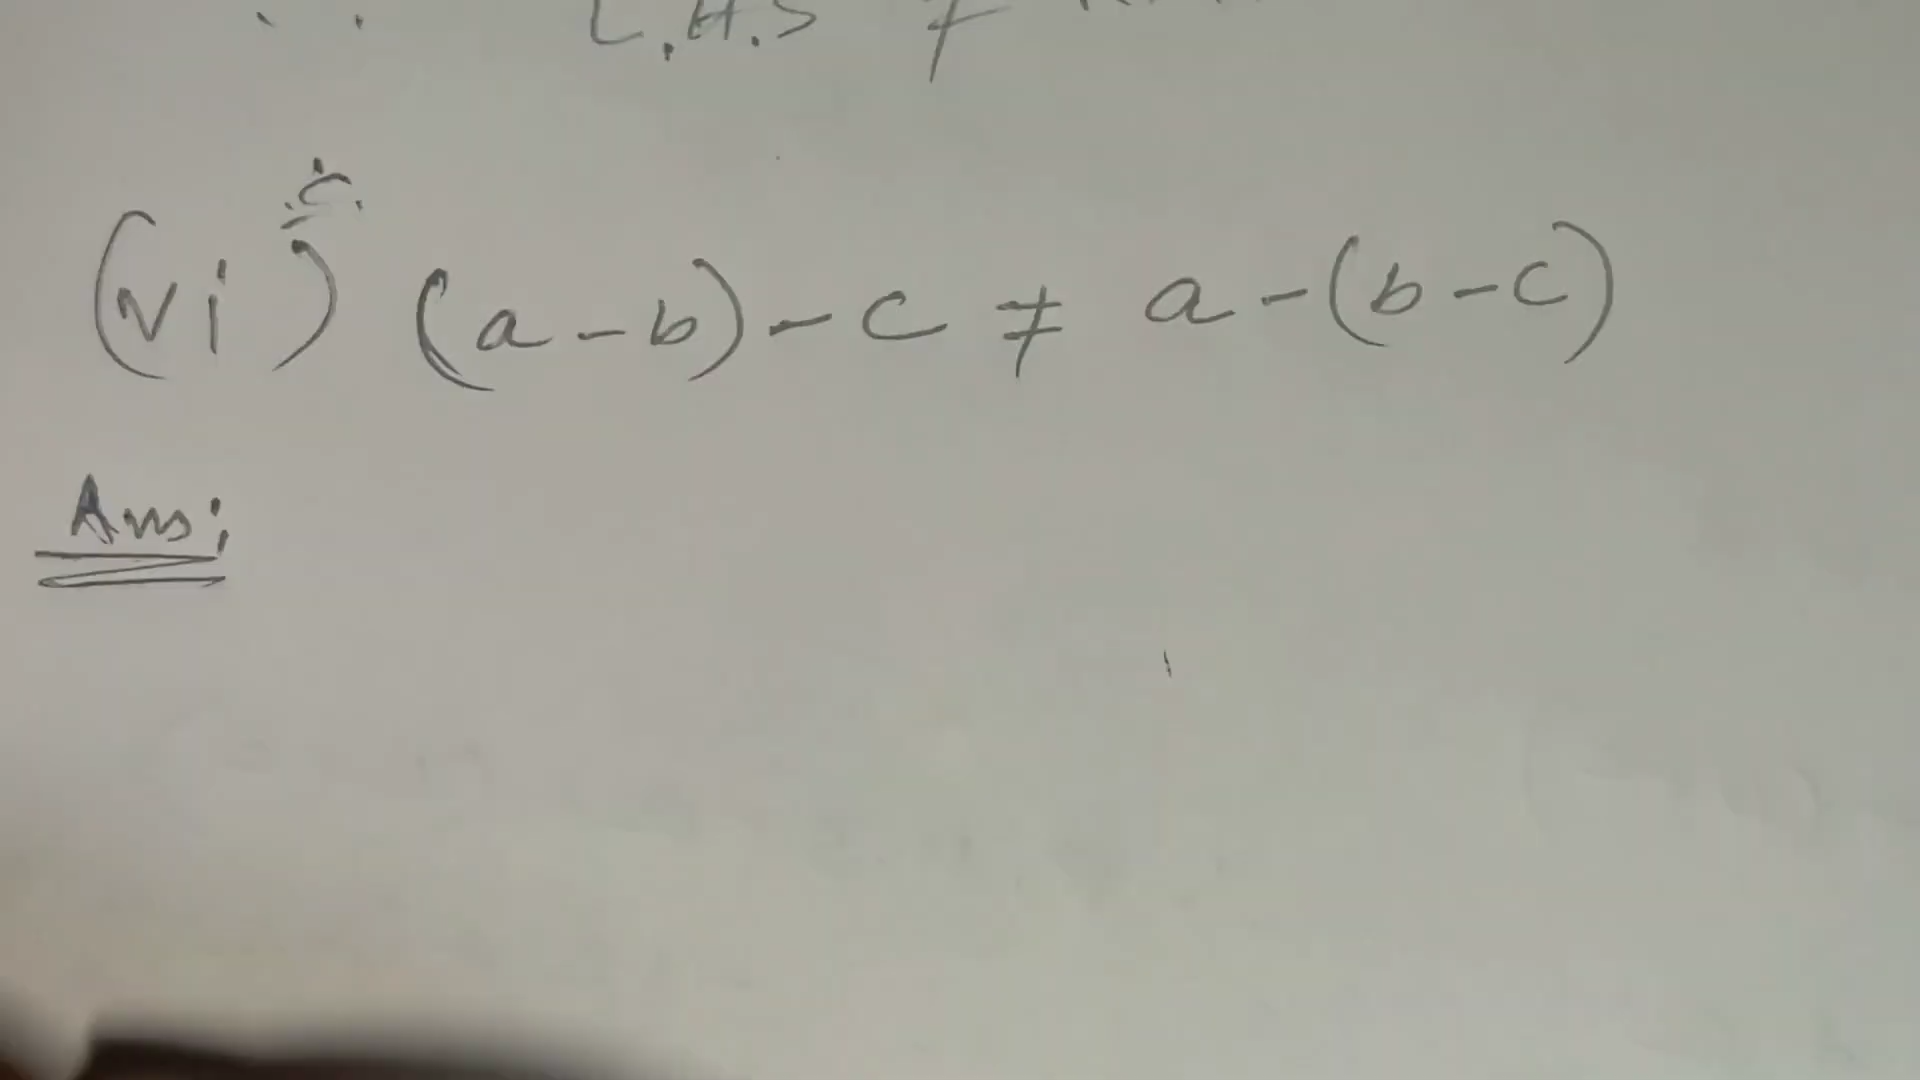 L.H.S ≠
(vi) (a-b)-c ≠ a-(b-c)
Ans: